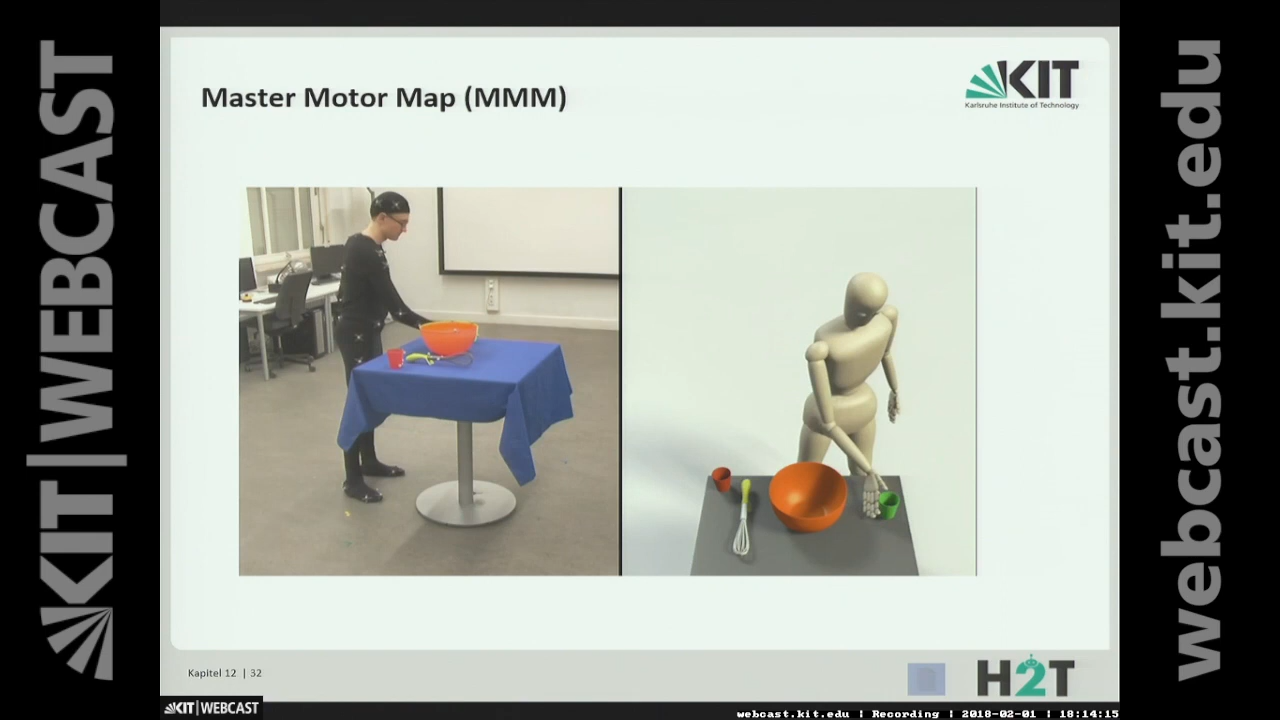 KIT|WEBCAST
Master Motor Map (MMM)
KIT
Karlsruhe Institute of Technology
webcast.kit.edu
Kapitel 12 | 32
H2T
KIT|WEBCAST
webcast.kit.edu | Recording | 2018-02-01 | 18:14:15